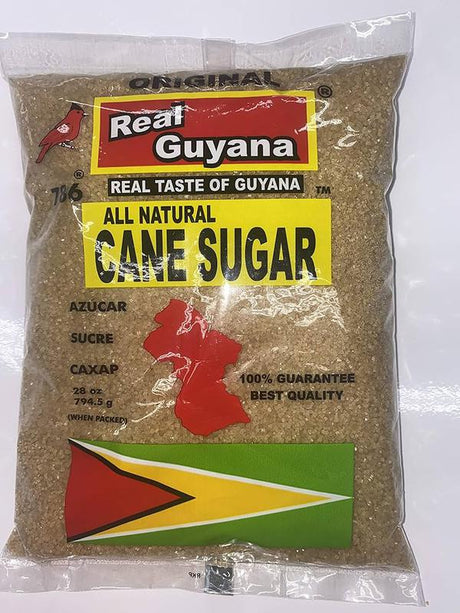 ORIGINAL
Real
Guyana
®
REAL TASTE OF GUYANA ™
®
786
ALL NATURAL
CANE SUGAR
AZUCAR
SUCRE
CAXAP
28 oz
794.5 g
(WHEN PACKED)
100% GUARANTEE
BEST QUALITY